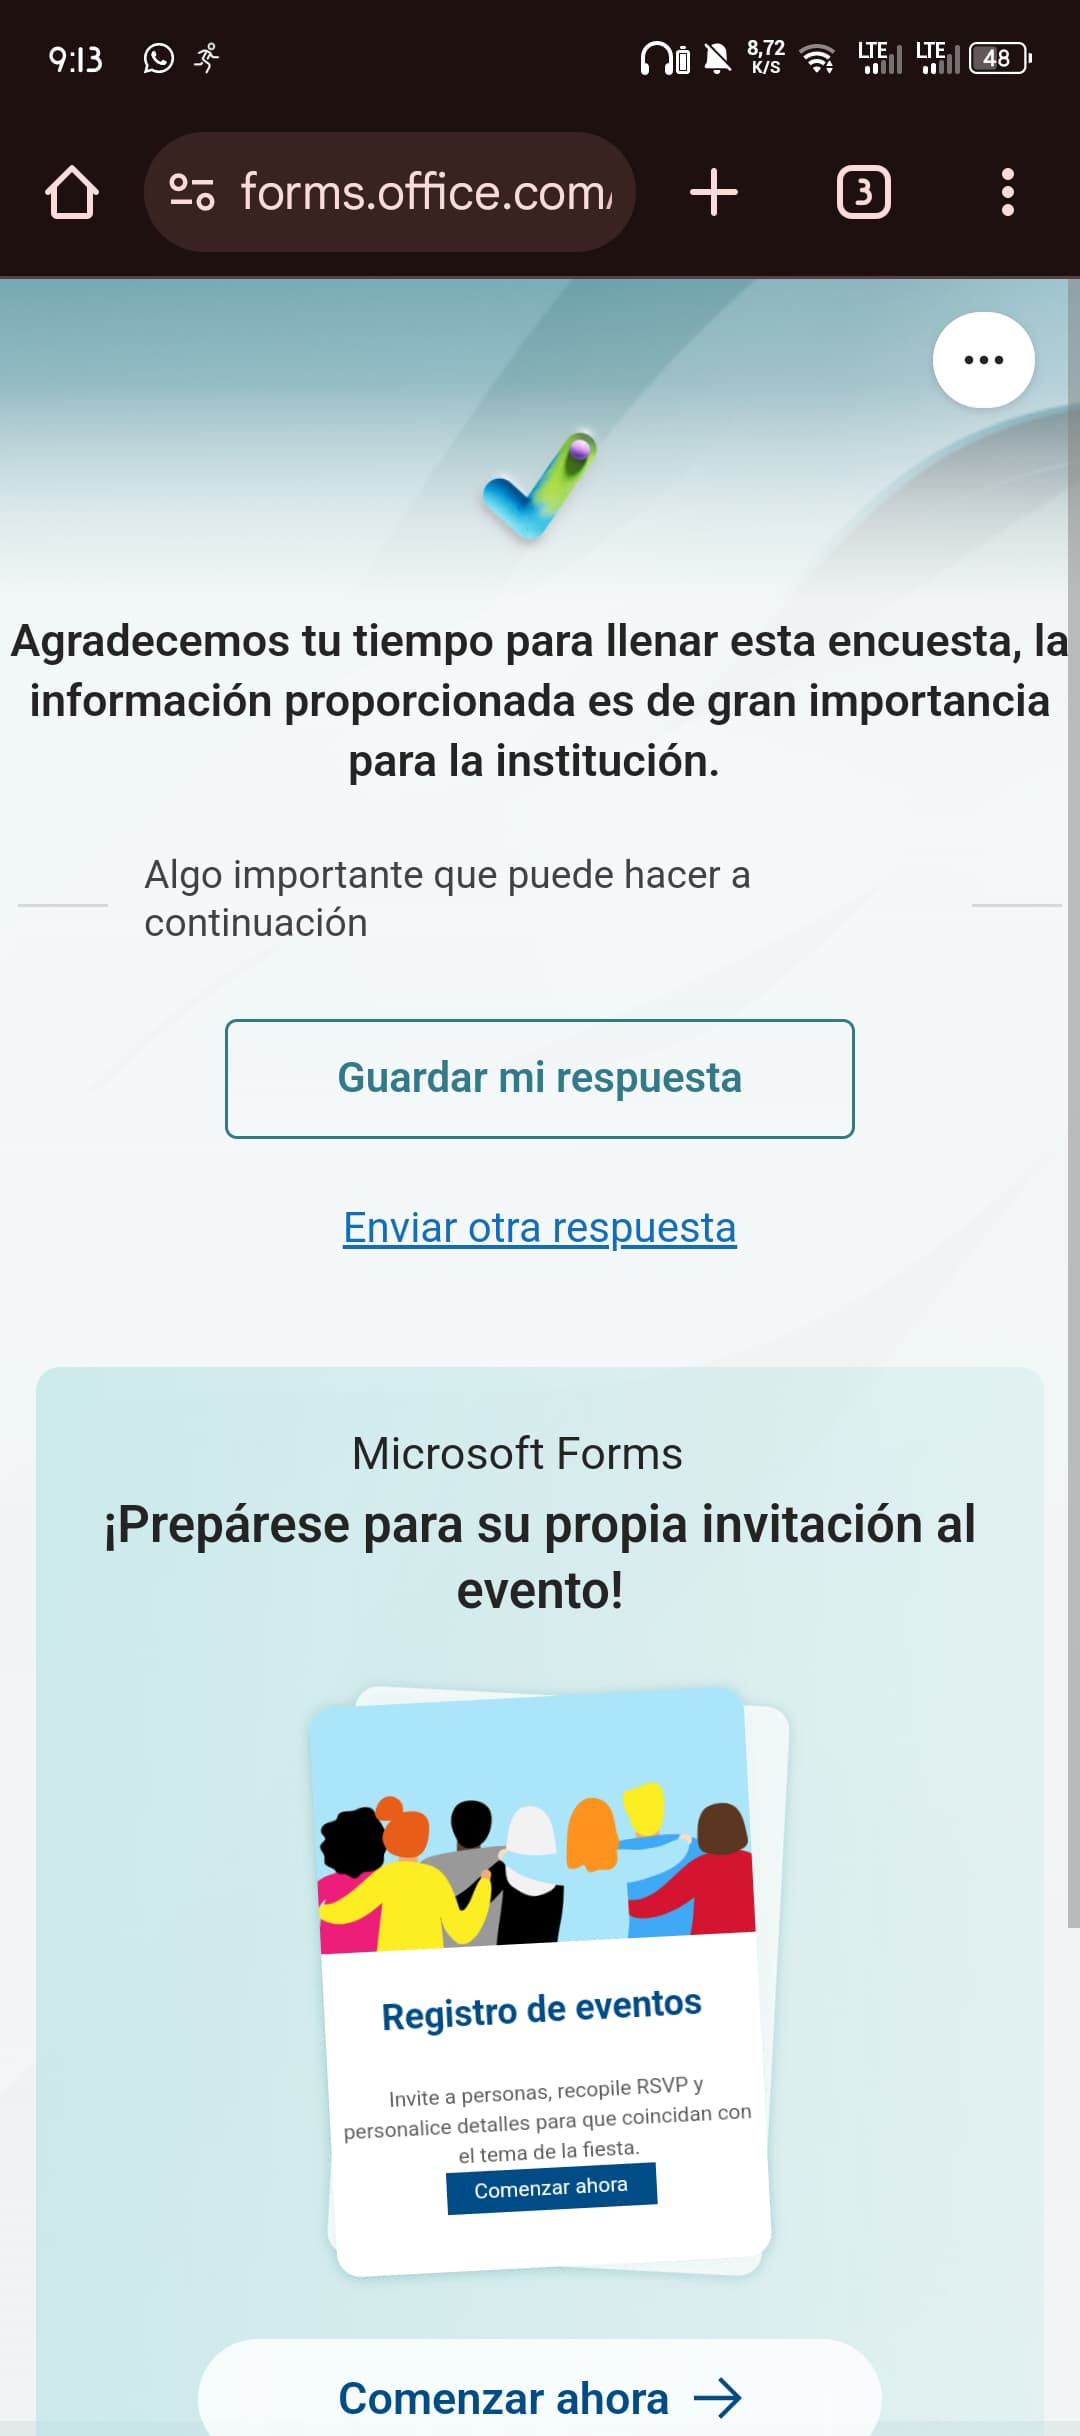 9:13
8,72
K/S
LTE
LTE
48
forms.office.com/
3
Agradecemos tu tiempo para llenar esta encuesta, la
información proporcionada es de gran importancia
para la institución.
Algo importante que puede hacer a
continuación
Guardar mi respuesta
Enviar otra respuesta
Microsoft Forms
¡Prepárese para su propia invitación al
evento!
Registro de eventos
Invite a personas, recopile RSVP y
personalice detalles para que coincidan con
el tema de la fiesta.
Comenzar ahora
Comenzar ahora